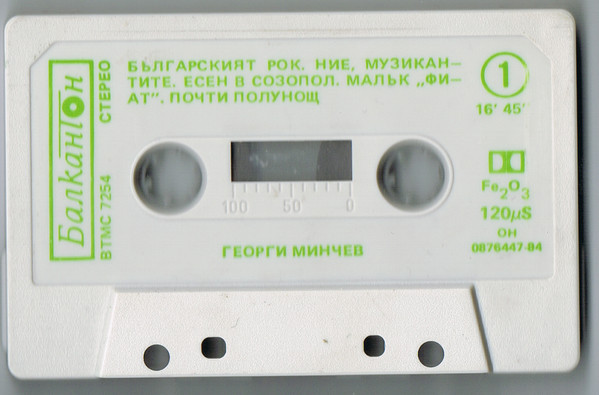 БЪЛГАРСКИЯТ РОК. НИЕ, МУЗИКАН-
ТИТЕ. ЕСЕН В СОЗОПОЛ. МАЛЪК „ФИ-
АТ”. ПОЧТИ ПОЛУНОЩ
Балкантон
ВТМС 7254 СТЕРЕО
1
16' 45'
Fe2O3
120μS
ОН
0876447-84
100 50 0
ГЕОРГИ МИНЧЕВ